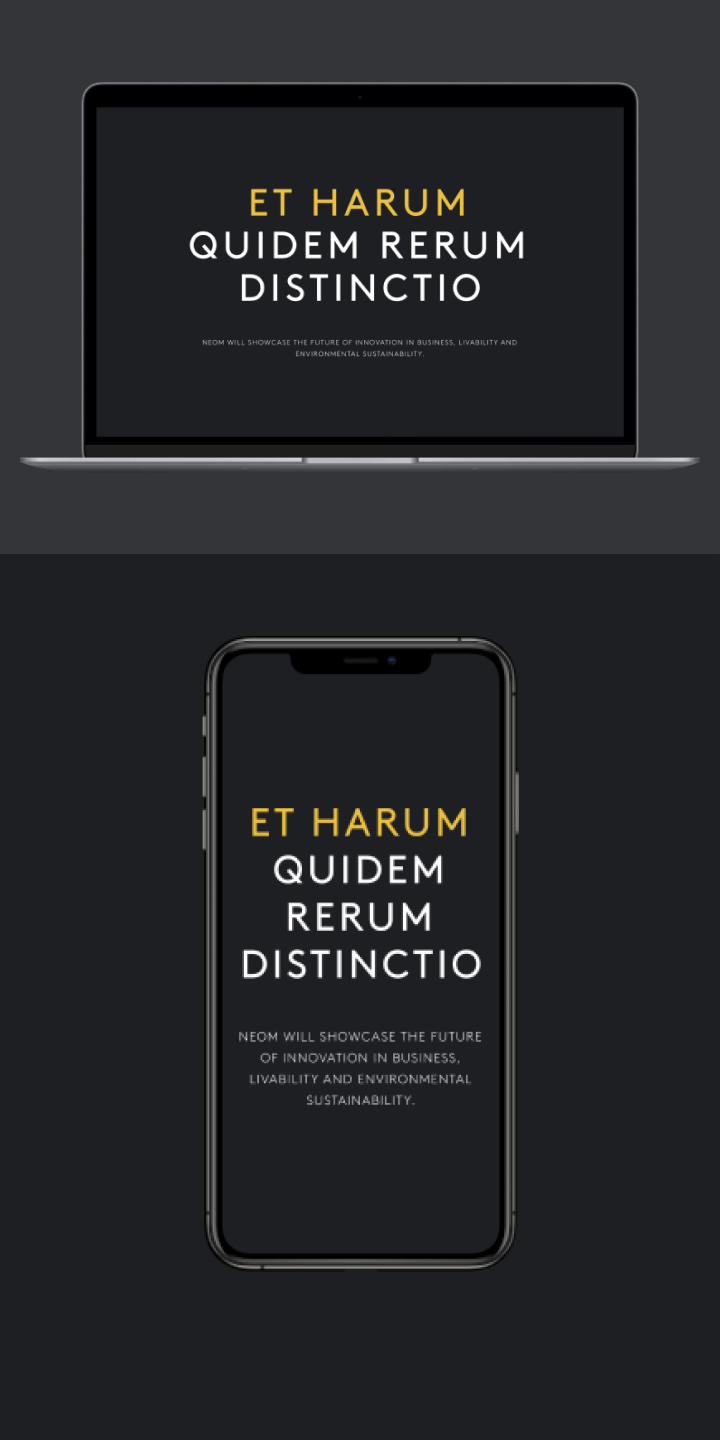 ET HARUM
QUIDEM RERUM
DISTINCTIO
NEOM WILL SHOWCASE THE FUTURE OF INNOVATION IN BUSINESS, LIVABILITY AND
ENVIRONMENTAL SUSTAINABILITY.
ET HARUM
QUIDEM
RERUM
DISTINCTIO
NEOM WILL SHOWCASE THE FUTURE
OF INNOVATION IN BUSINESS,
LIVABILITY AND ENVIRONMENTAL
SUSTAINABILITY.